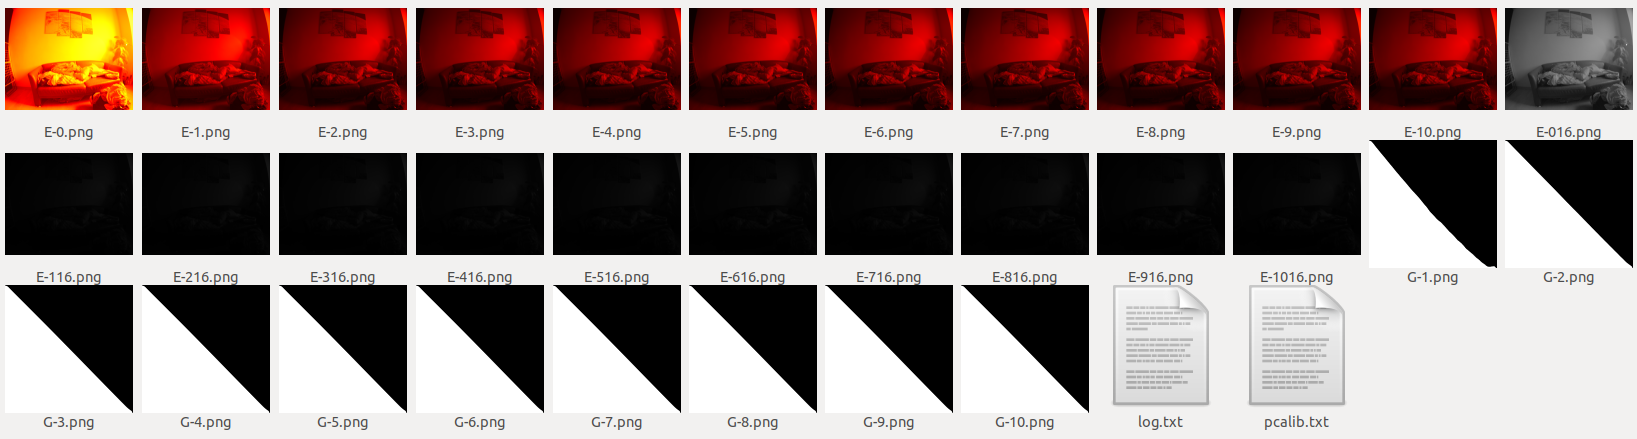 E-0.png E-1.png E-2.png E-3.png E-4.png E-5.png E-6.png E-7.png E-8.png E-9.png E-10.png E-016.png
E-116.png E-216.png E-316.png E-416.png E-516.png E-616.png E-716.png E-816.png E-916.png E-1016.png G-1.png G-2.png
G-3.png G-4.png G-5.png G-6.png G-7.png G-8.png G-9.png G-10.png log.txt pcalib.txt